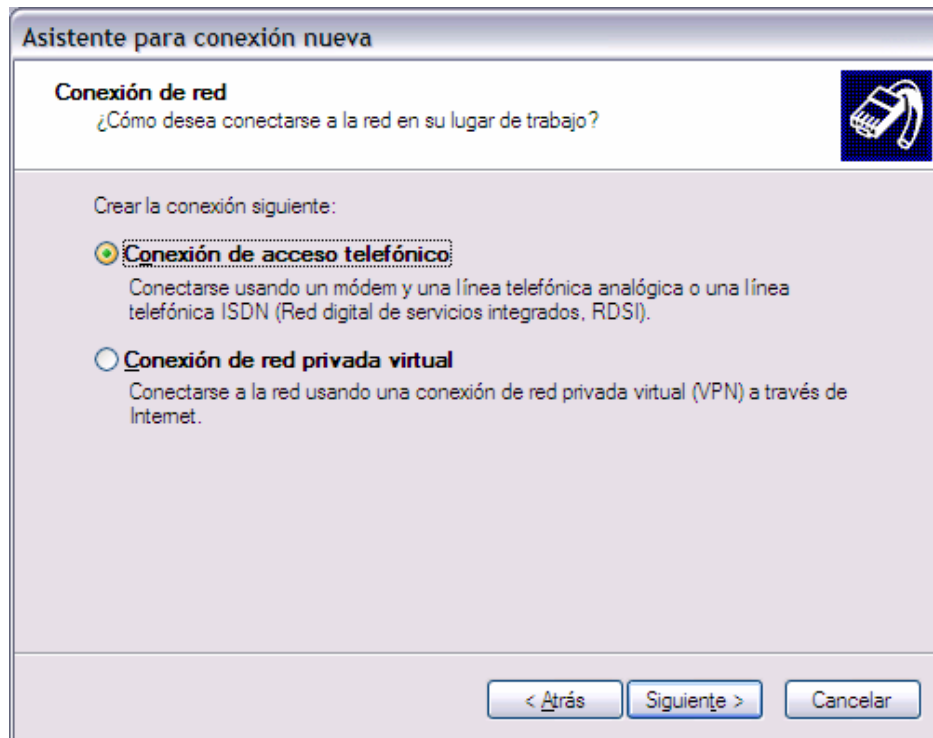 Asistente para conexión nueva
Conexión de red
¿Cómo desea conectarse a la red en su lugar de trabajo?
Crear la conexión siguiente:
Conexión de acceso telefónico
Conectarse usando un módem y una línea telefónica analógica o una línea
telefónica ISDN (Red digital de servicios integrados, RDSI).
Conexión de red privada virtual
Conectarse a la red usando una conexión de red privada virtual (VPN) a través de
Internet.
< Atrás Siguiente > Cancelar